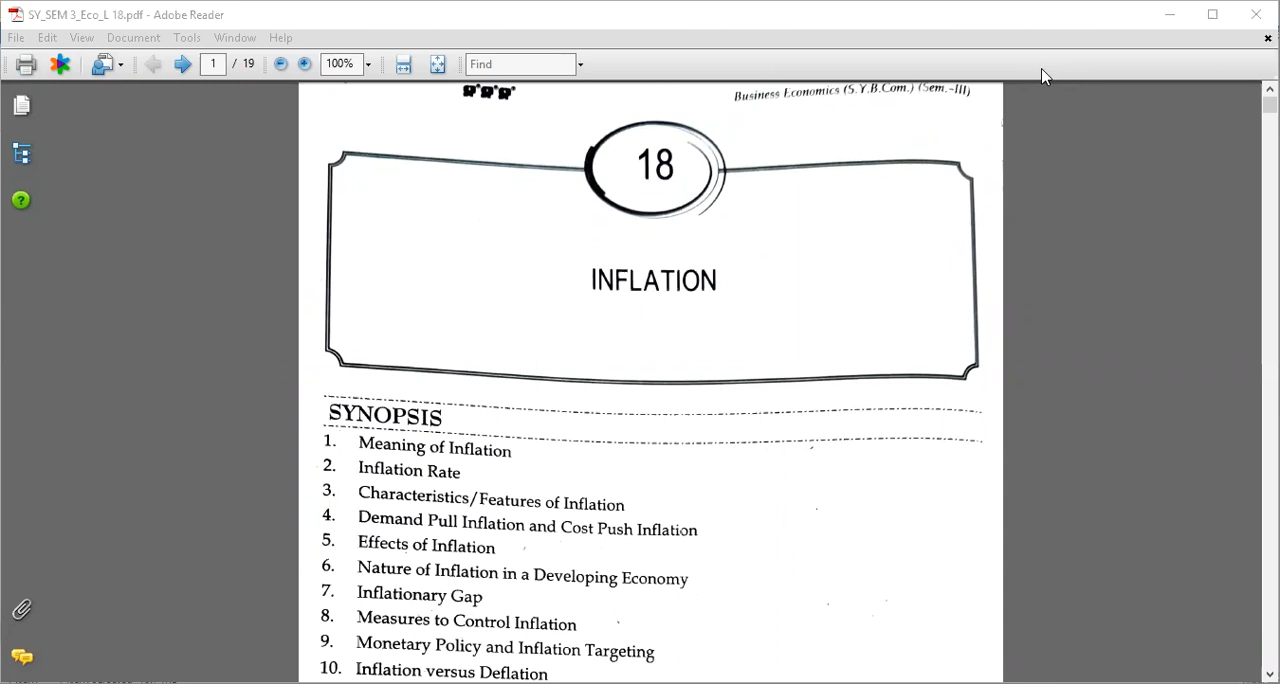 SY_SEM 3_Eco_L 18.pdf - Adobe Reader
File Edit View Document Tools Window Help
1 / 19 100% Find
Business Economics (S.Y.B.Com.) (Sem.-III)
18
INFLATION
SYNOPSIS
1. Meaning of Inflation
2. Inflation Rate
3. Characteristics/Features of Inflation
4. Demand Pull Inflation and Cost Push Inflation
5. Effects of Inflation
6. Nature of Inflation in a Developing Economy
7. Inflationary Gap
8. Measures to Control Inflation
9. Monetary Policy and Inflation Targeting
10. Inflation versus Deflation